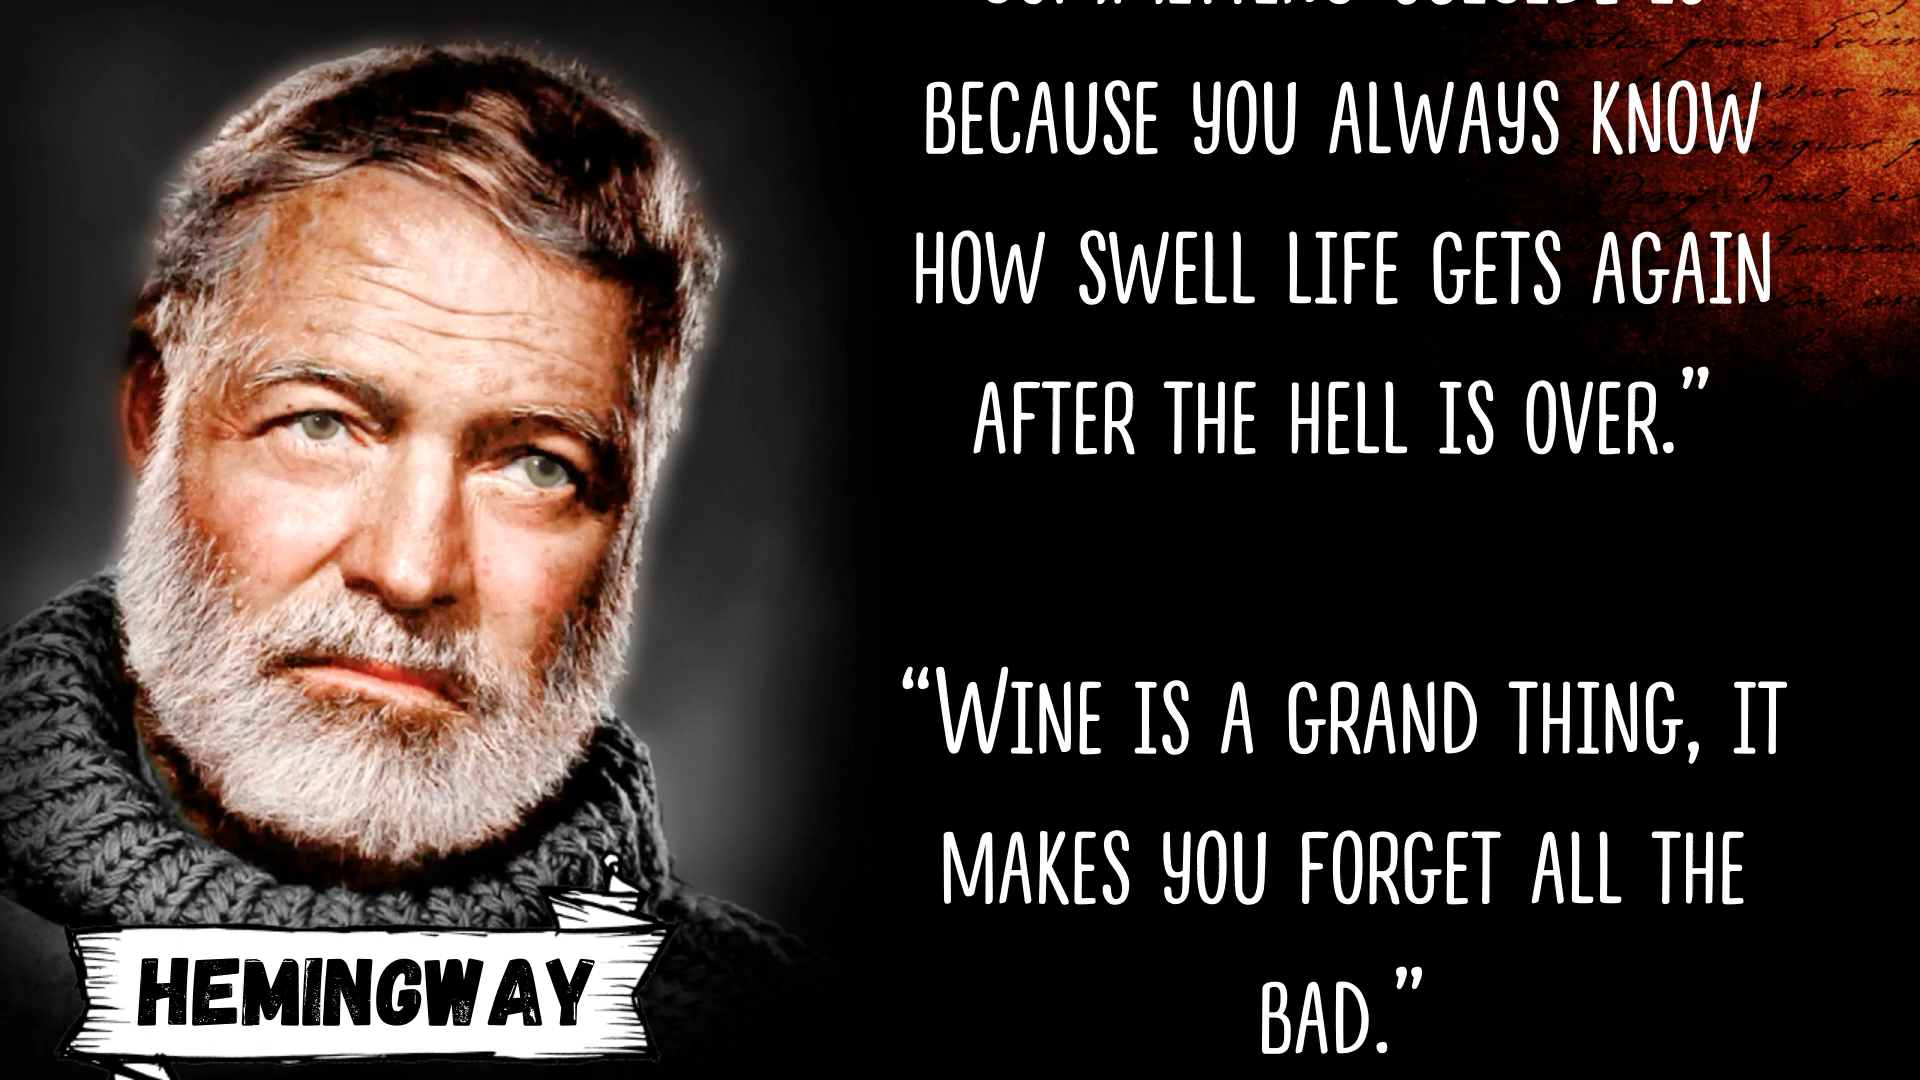 BECAUSE YOU ALWAYS KNOW
HOW SWELL LIFE GETS AGAIN
AFTER THE HELL IS OVER.”
“WINE IS A GRAND THING, IT
MAKES YOU FORGET ALL THE
BAD.”
HEMINGWAY